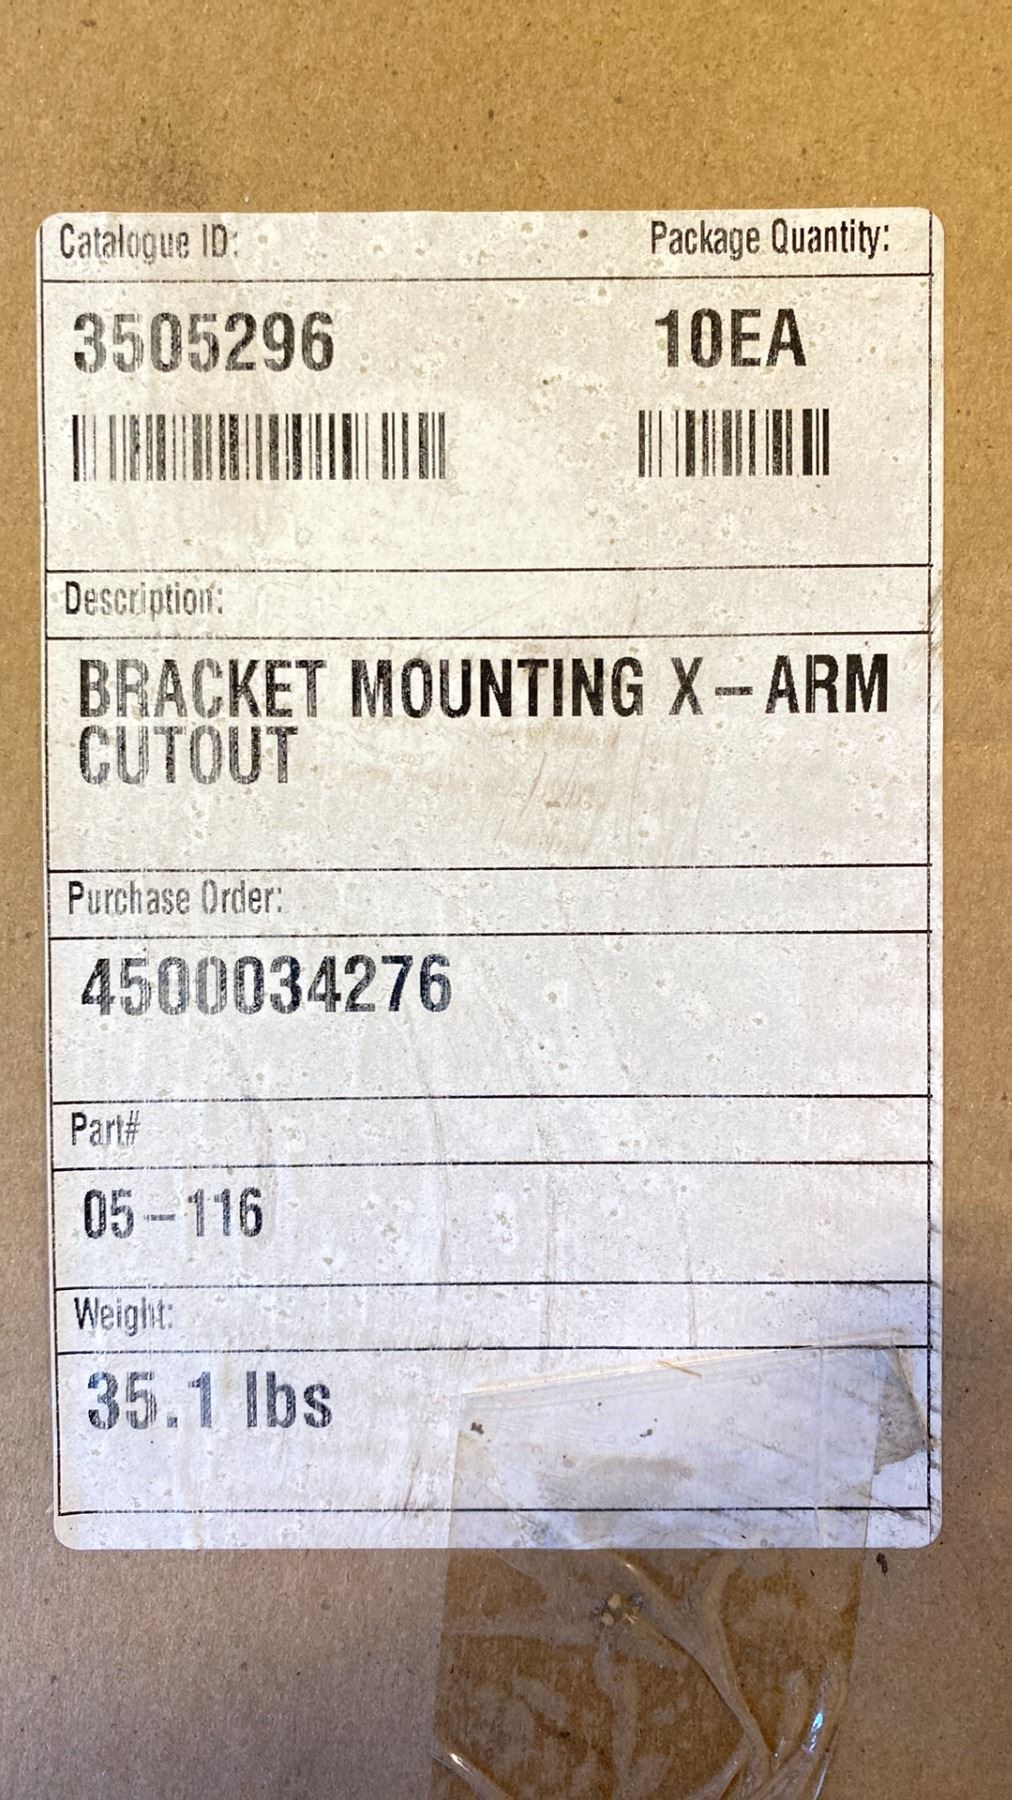 Catalogue ID: Package Quantity:
3505296 10EA
Description:
BRACKET MOUNTING X-ARM
CUTOUT
Purchase Order:
4500034276
Part#
05-116
Weight:
35.1 lbs